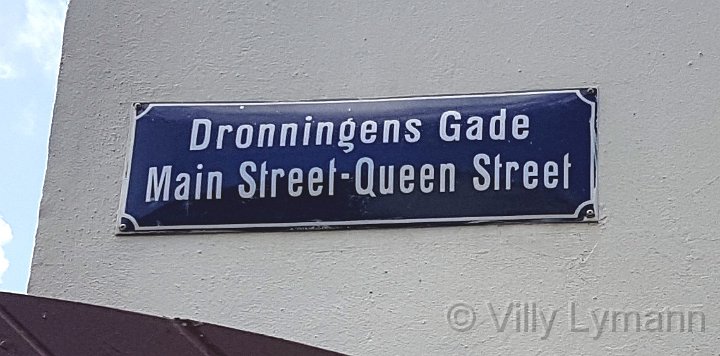 Dronningens Gade
Main Street-Queen Street
© Villy Lymann